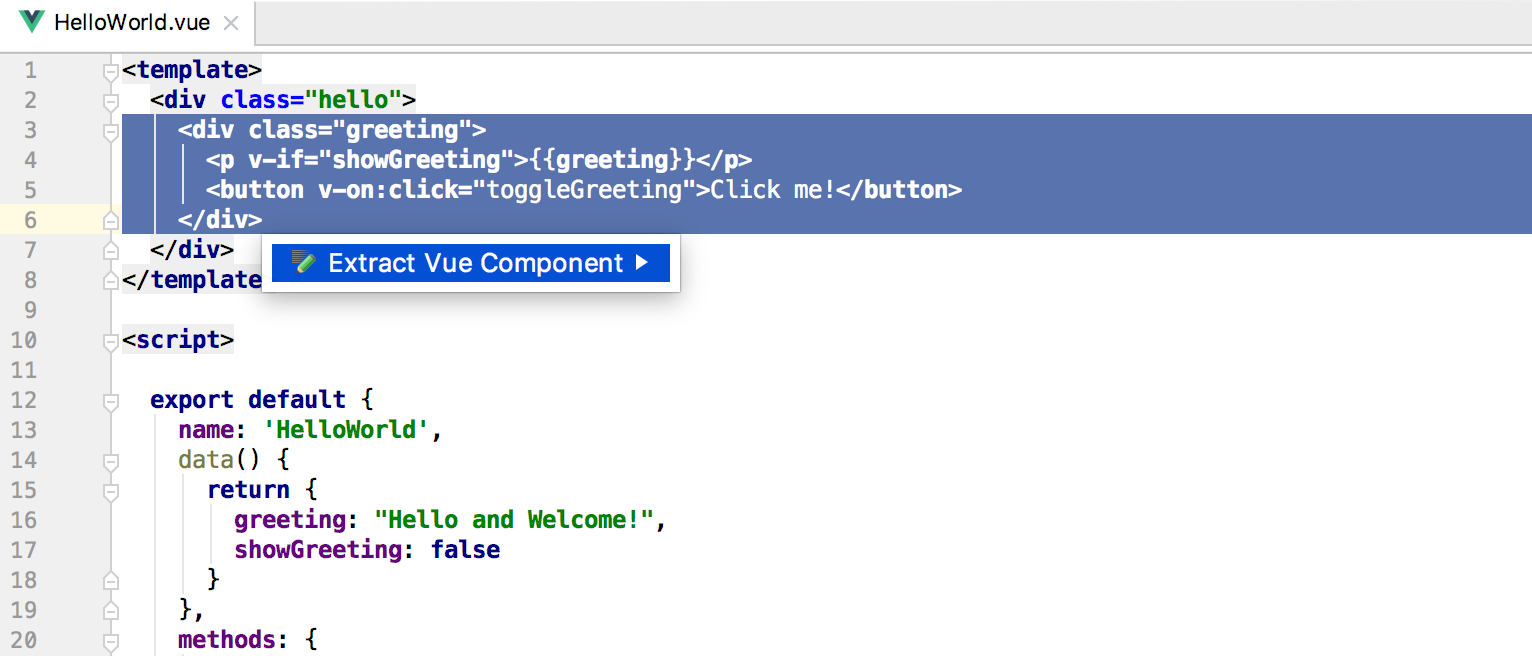 HelloWorld.vue
1 <template>
2 <div class="hello">
3 <div class="greeting">
4 <p v-if="showGreeting">{{greeting}}</p>
5 <button v-on:click="toggleGreeting">Click me!</button>
6 </div>
7 </div>
Extract Vue Component
8 </template
9
10 <script>
11
12 export default {
13 name: 'HelloWorld',
14 data() {
15 return {
16 greeting: "Hello and Welcome!",
17 showGreeting: false
18 }
19 },
20 methods: {